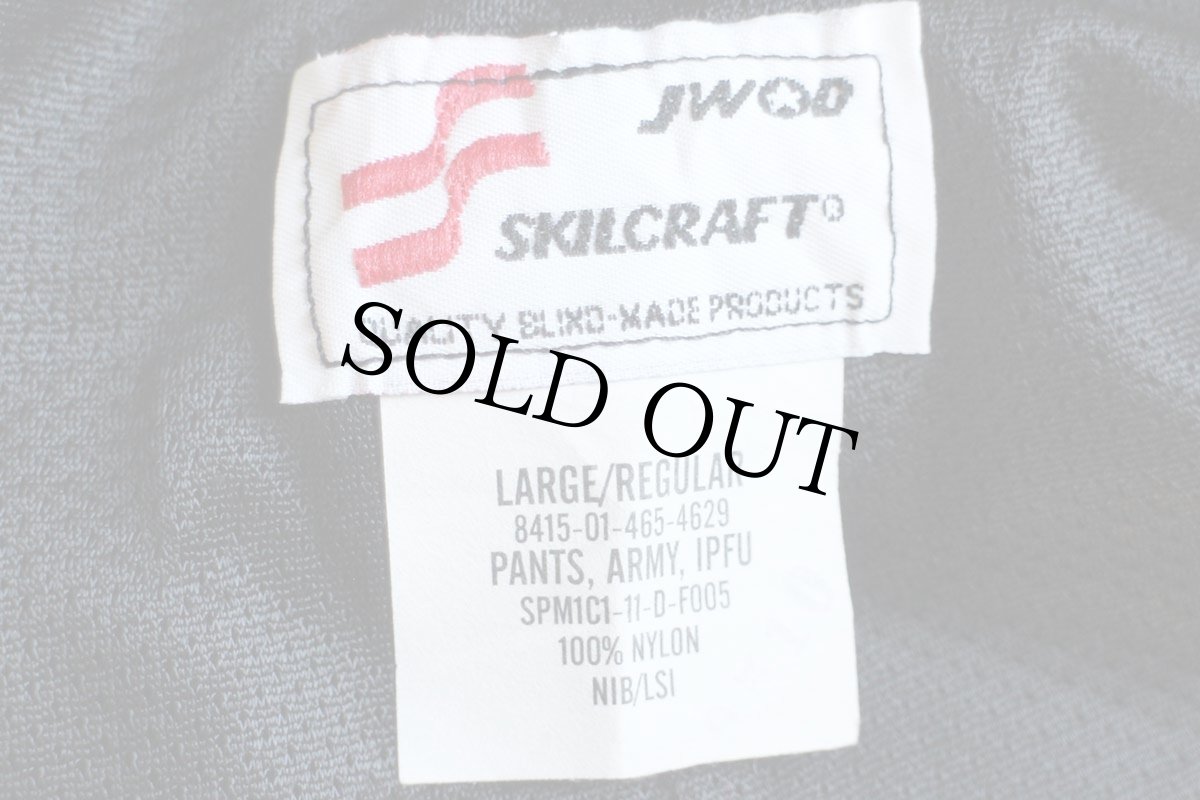 JWOD
SKILCRAFT®
QUALITY BLIND-MADE PRODUCTS
SOLD OUT
LARGE/REGULAR
8415-01-465-4629
PANTS, ARMY, IPFU
SPM1C1-11-D-F005
100% NYLON
NIB/LSI